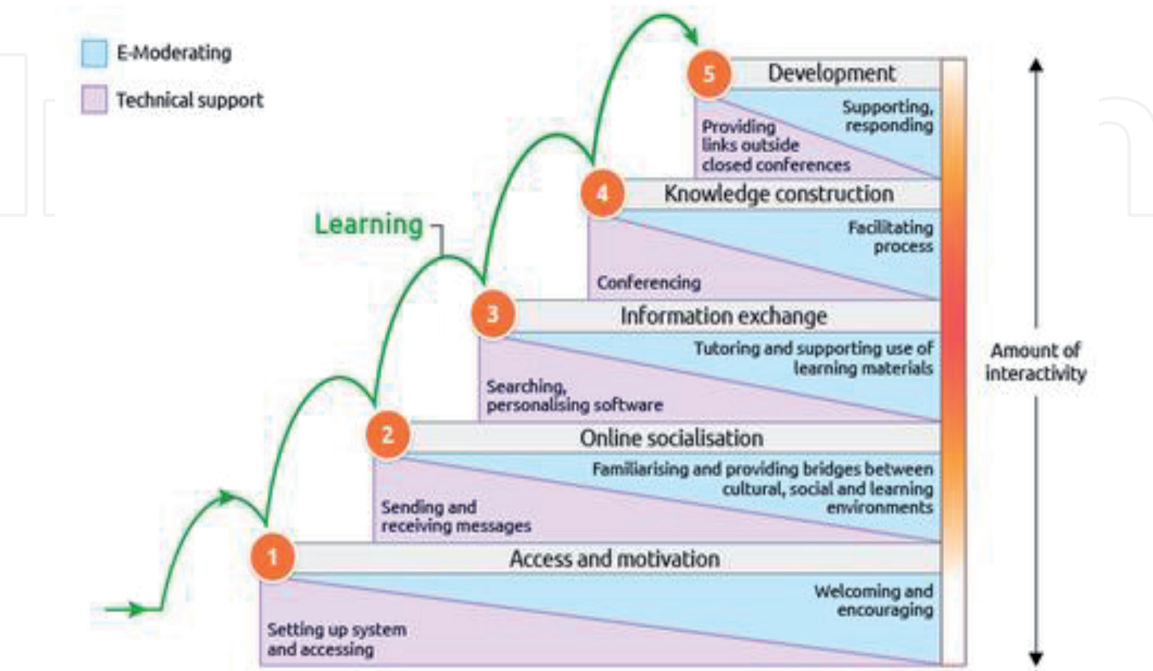 E-Moderating
Technical support
Learning
5
Development
Supporting,
responding
Providing
links outside
closed conferences
4
Knowledge construction
Facilitating
process
Conferencing
3
Information exchange
Tutoring and supporting use of
learning materials
Searching,
personalising software
2
Online socialisation
Familiarising and providing bridges between
cultural, social and learning
environments
Sending and
receiving messages
1
Access and motivation
Welcoming and
encouraging
Setting up system
and accessing
Amount of
interactivity